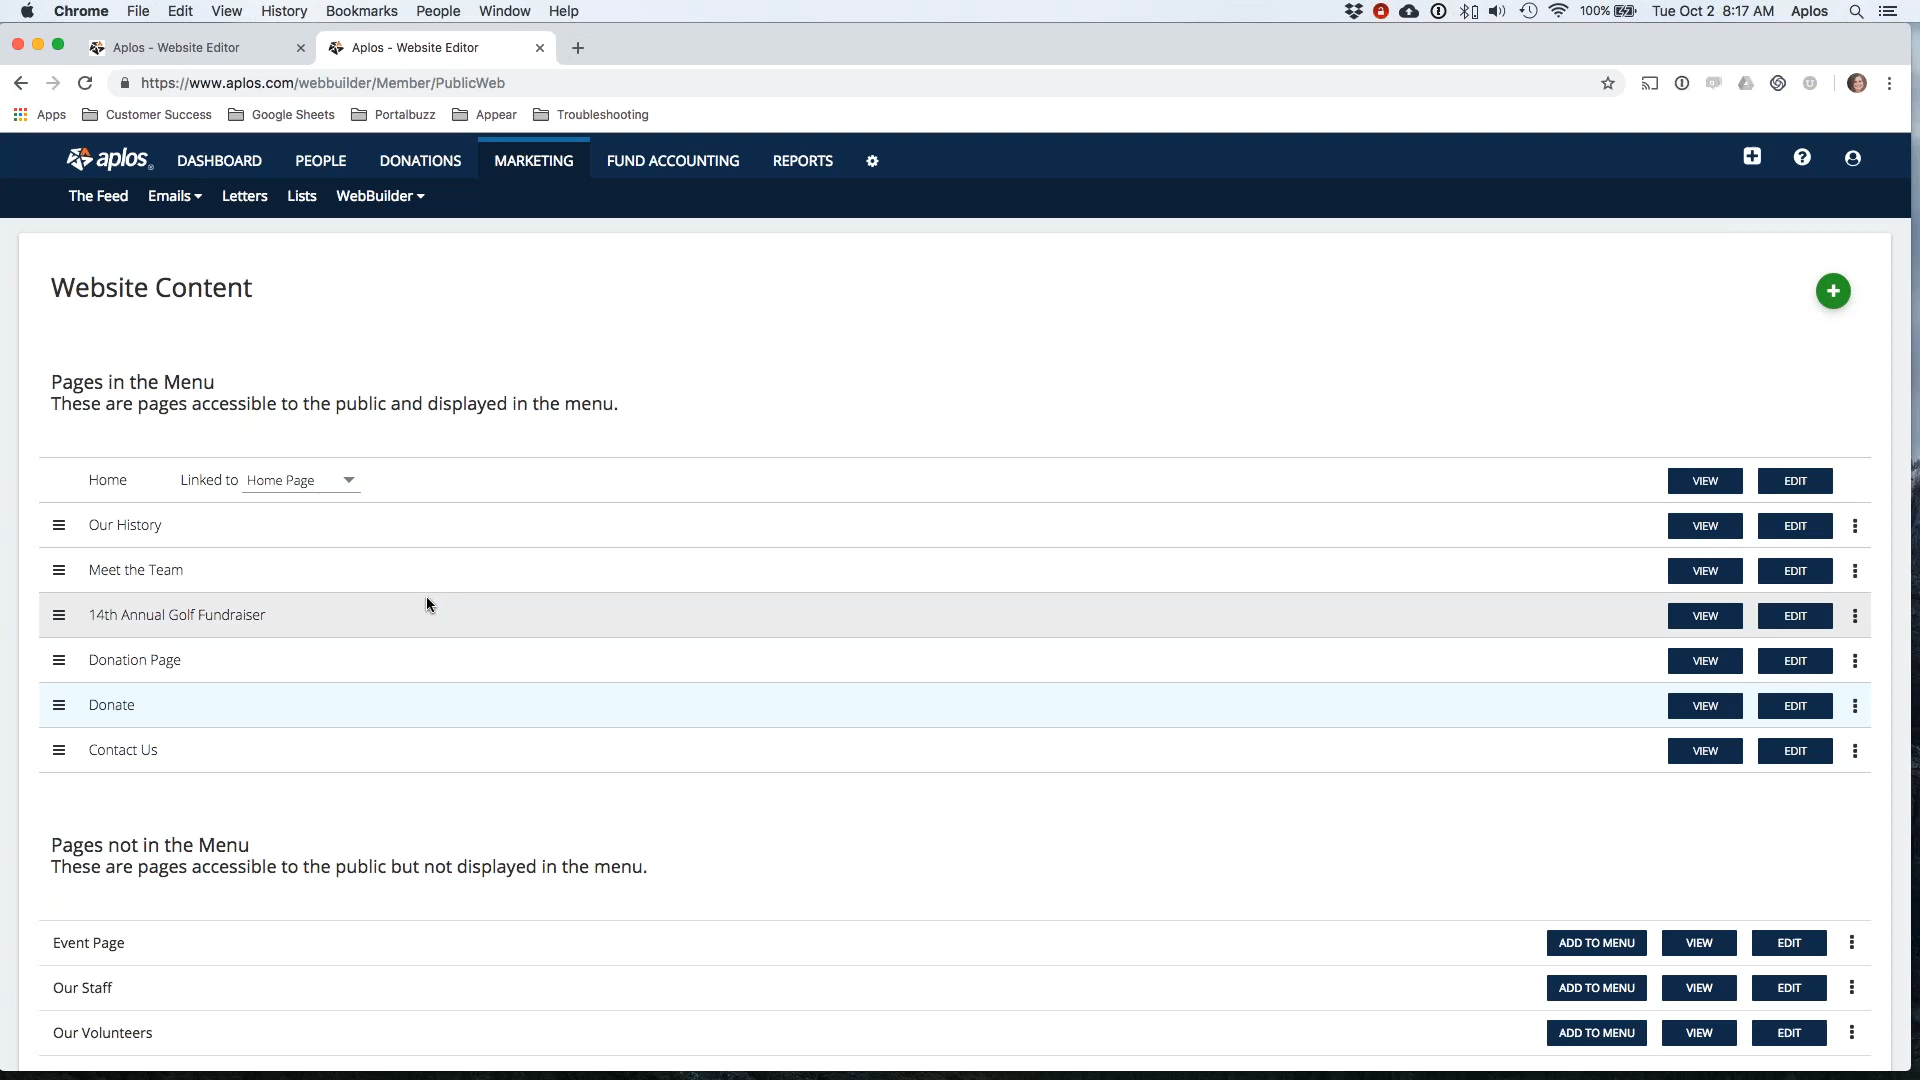 Chrome File Edit View History Bookmarks People Window Help 100% Tue Oct 2 8:17 AM Aplos
Aplos - Website Editor Aplos - Website Editor
https://www.aplos.com/webbuilder/Member/PublicWeb
Apps Customer Success Google Sheets Portalbuzz Appear Troubleshooting
aplos DASHBOARD PEOPLE DONATIONS MARKETING FUND ACCOUNTING REPORTS
The Feed Emails Letters Lists WebBuilder
Website Content
Pages in the Menu
These are pages accessible to the public and displayed in the menu.
Home Linked to Home Page VIEW EDIT
Our History VIEW EDIT
Meet the Team VIEW EDIT
14th Annual Golf Fundraiser VIEW EDIT
Donation Page VIEW EDIT
Donate VIEW EDIT
Contact Us VIEW EDIT
Pages not in the Menu
These are pages accessible to the public but not displayed in the menu.
Event Page ADD TO MENU VIEW EDIT
Our Staff ADD TO MENU VIEW EDIT
Our Volunteers ADD TO MENU VIEW EDIT